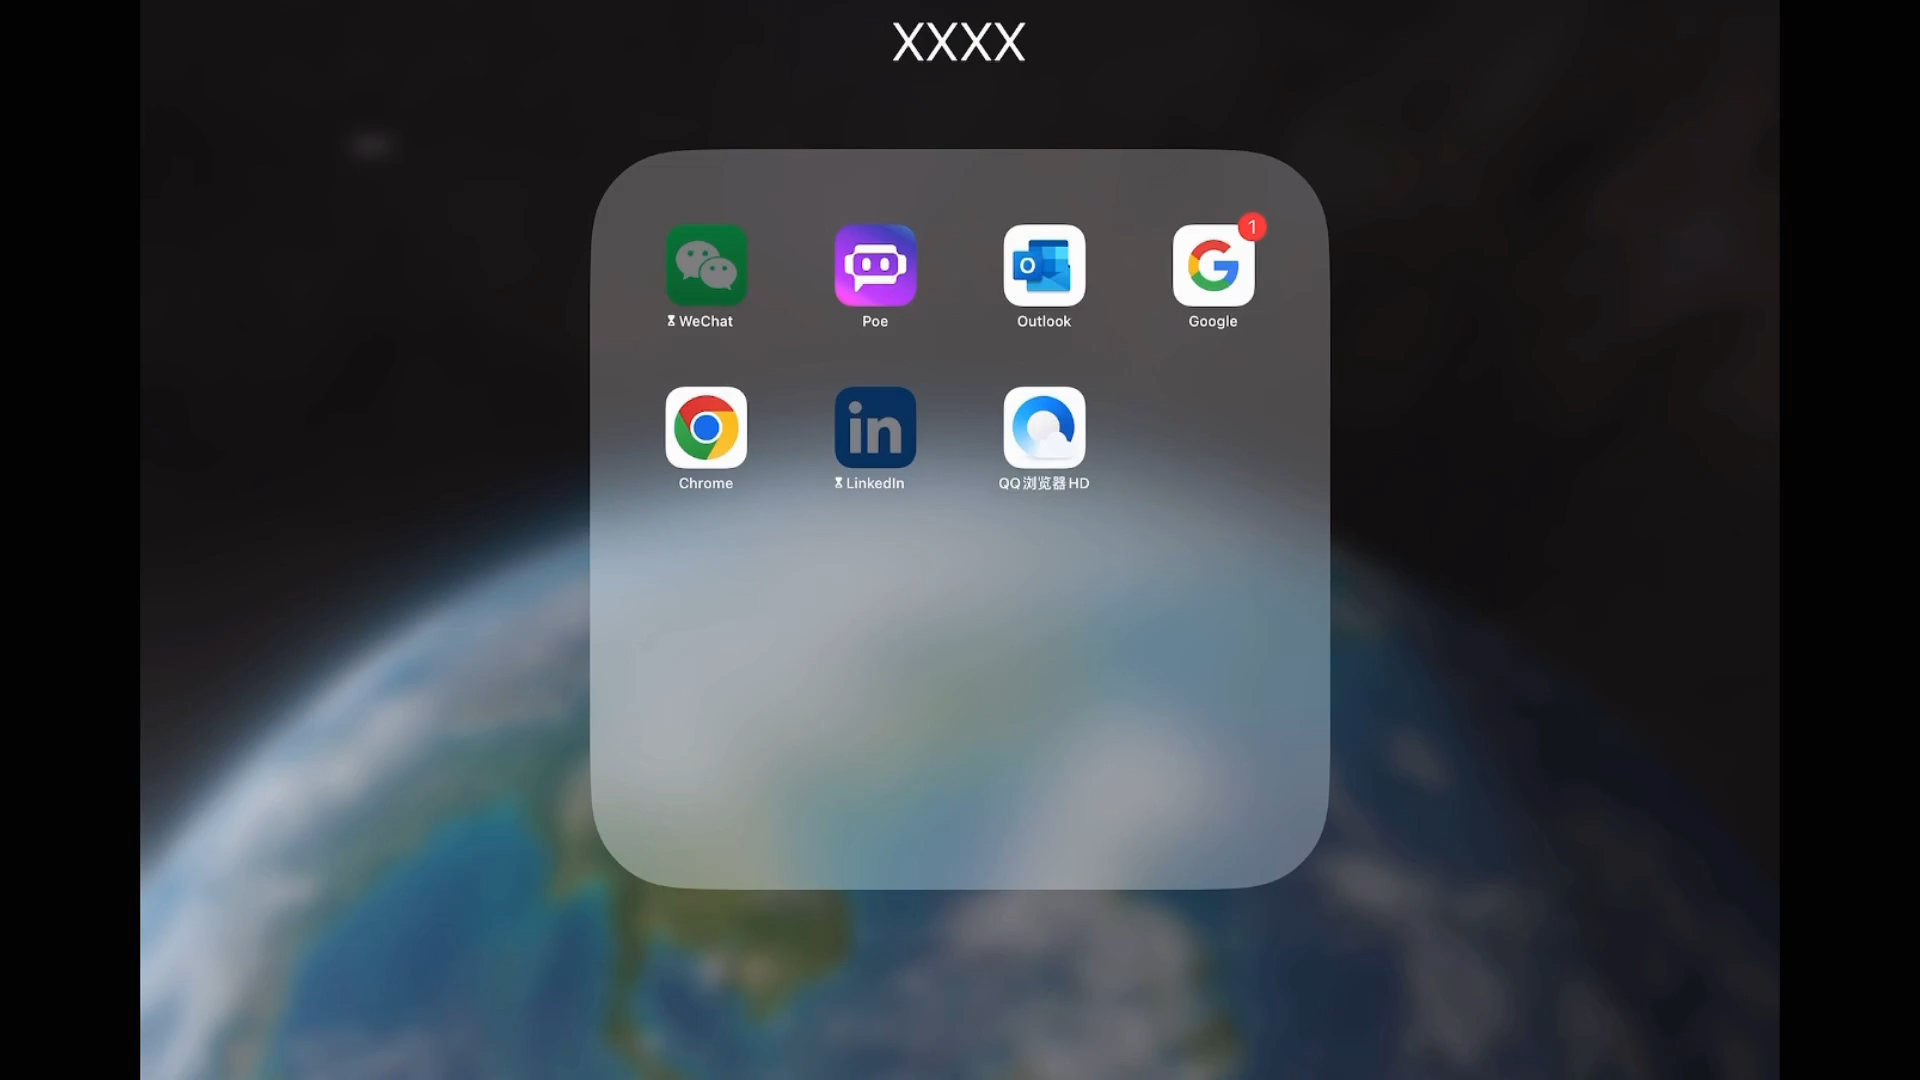 XXXX
1
WeChat
Poe
Outlook
Google
Chrome
LinkedIn
QQ浏览器HD